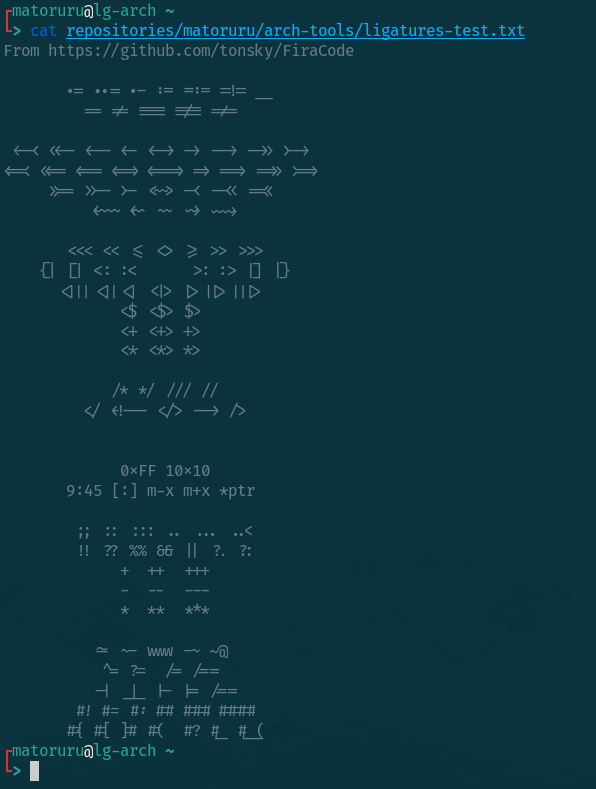 matoruru@lg-arch ~
> cat repositories/matoruru/arch-tools/ligatures-test.txt
From https://github.com/tonsky/FiraCode
.= ..= .- := =:= =!= __
== != === !== =/=
<-< <<- <-- <- <-> -> --> ->> >->
<=< <<= <== <=> <==> => ==> =>> >=>
>>= >>- >- <~> -< -<< =<<
<~~ <~ ~~ ~> ~~>
<<< << <= <> >= >> >>>
{| [| <: :< >: :> |] |}
<||| <|| <| <|> |> ||> |||>
<$ <$> $>
<+ <+> +>
<* <*> *>
/* */ /// //
</ <!-- </> --> />
0xFF 10x10
9:45 [:] m-x m+x *ptr
;; :: ::: .. ... ..<
!! ?? %% && || ?. ?:
+ ++ +++
- -- ---
* ** ***
~= ~- www -~ ~@
^= ?= /= /==
-| _|_ |- |= /==
#! #= #: ## ### ####
#{ #[ ]# #( #? #_ #_(
matoruru@lg-arch ~
>